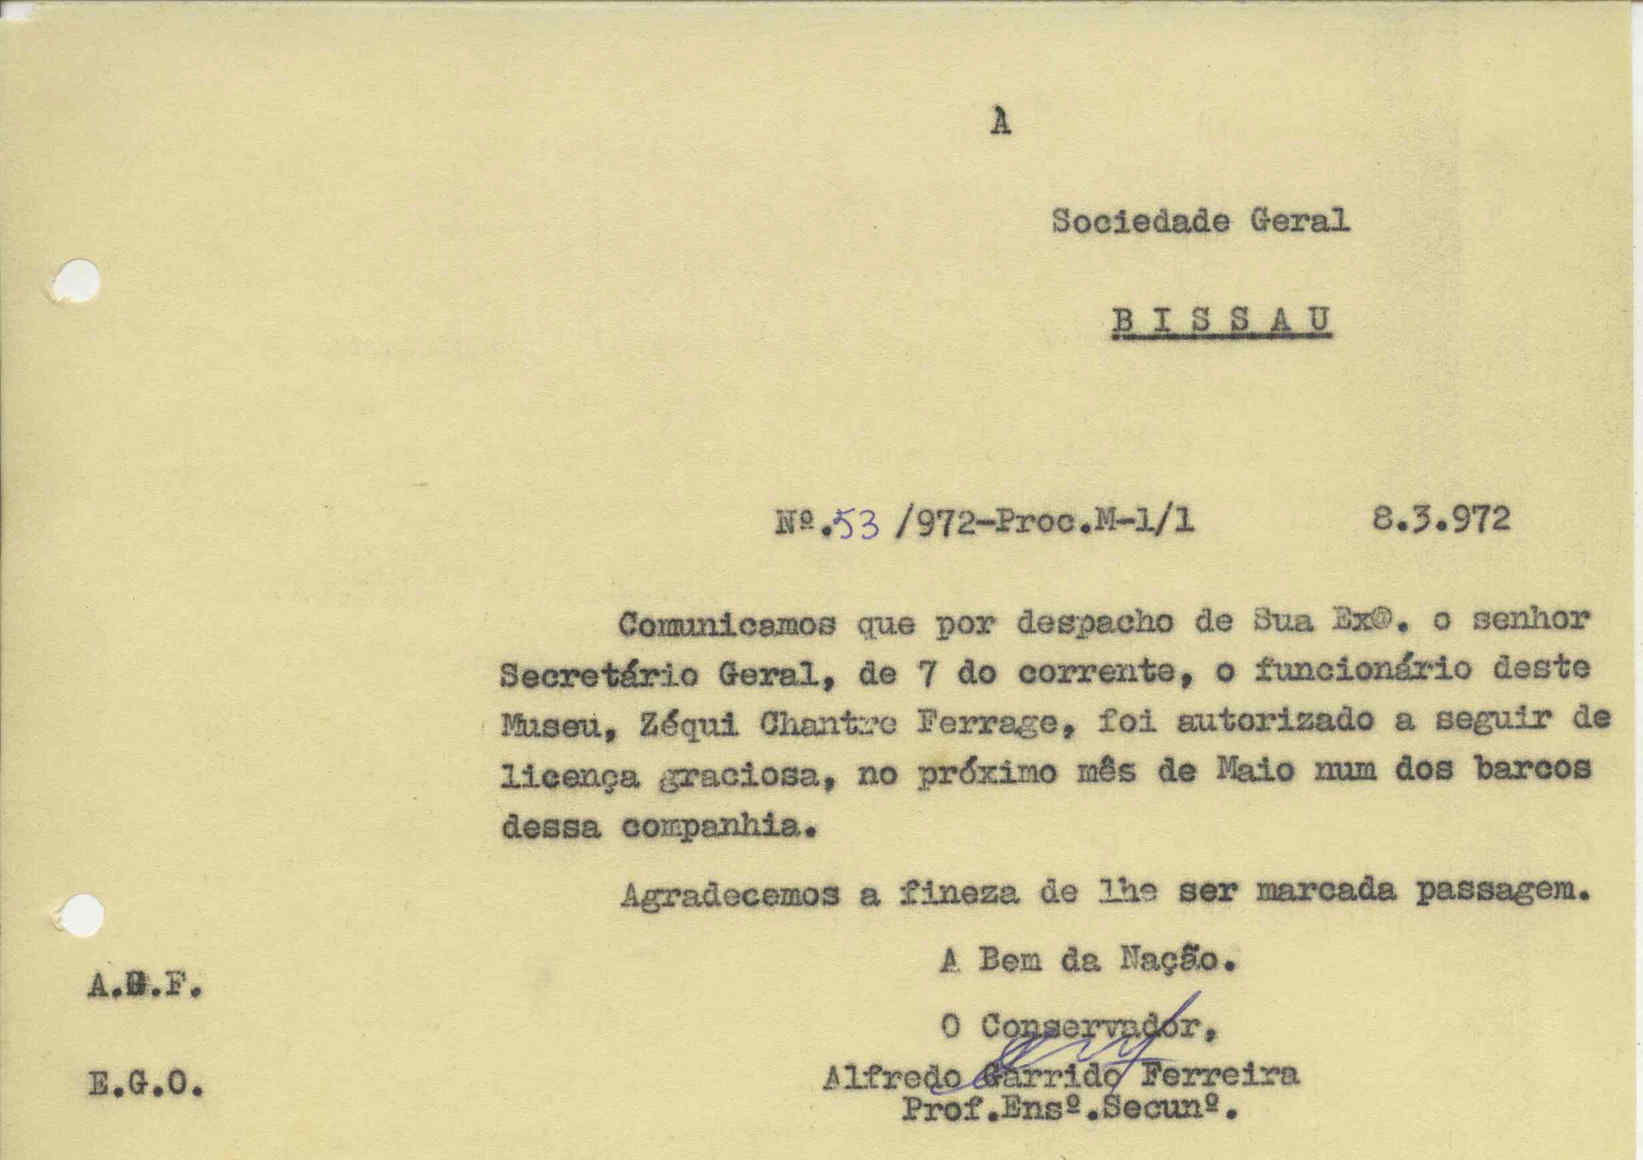 A
Sociedade Geral
B I S S A U
Nº.53 /972-Proc.M-1/1 8.3.972
Comunicamos que por despacho de Sua Exª. o senhor
Secretário Geral, de 7 do corrente, o funcionário deste
Museu, Zéqui Chantre Ferrage, foi autorizado a seguir de
licença graciosa, no próximo mês de Maio num dos barcos
dessa companhia.
Agradecemos a fineza de lhe ser marcada passagem.
A Bem da Nação.
A.G.F.
O Conservador,
Alfredo Garrido Ferreira
E.G.O.
Prof.Ensº.Secunº.